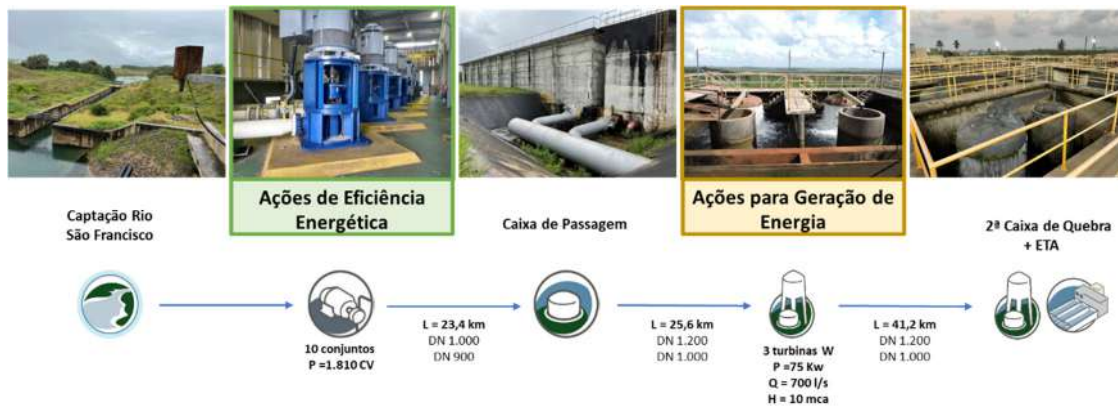 Ações de Eficiência
Energética
Ações para Geração de
Energia
Captação Rio
São Francisco
Caixa de Passagem
2ª Caixa de Quebra
+ ETA
10 conjuntos
P =1.810 CV
L = 23,4 km
DN 1.000
DN 900
L = 25,6 km
DN 1.200
DN 1.000
3 turbinas W
P =75 Kw
Q = 700 l/s
H = 10 mca
L = 41,2 km
DN 1.200
DN 1.000